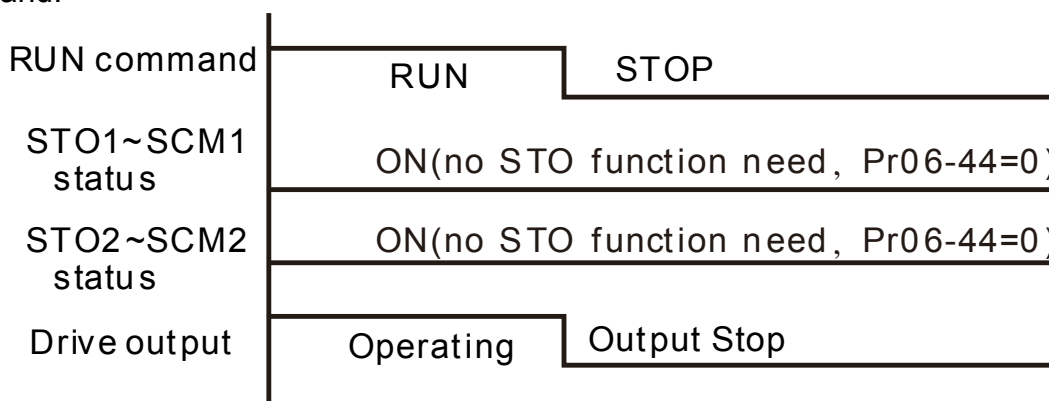 RUN command
RUN
STOP
STO1~SCM1
status
ON(no STO function need, Pr06-44=0)
STO2~SCM2
status
ON(no STO function need, Pr06-44=0)
Drive output
Operating
Output Stop